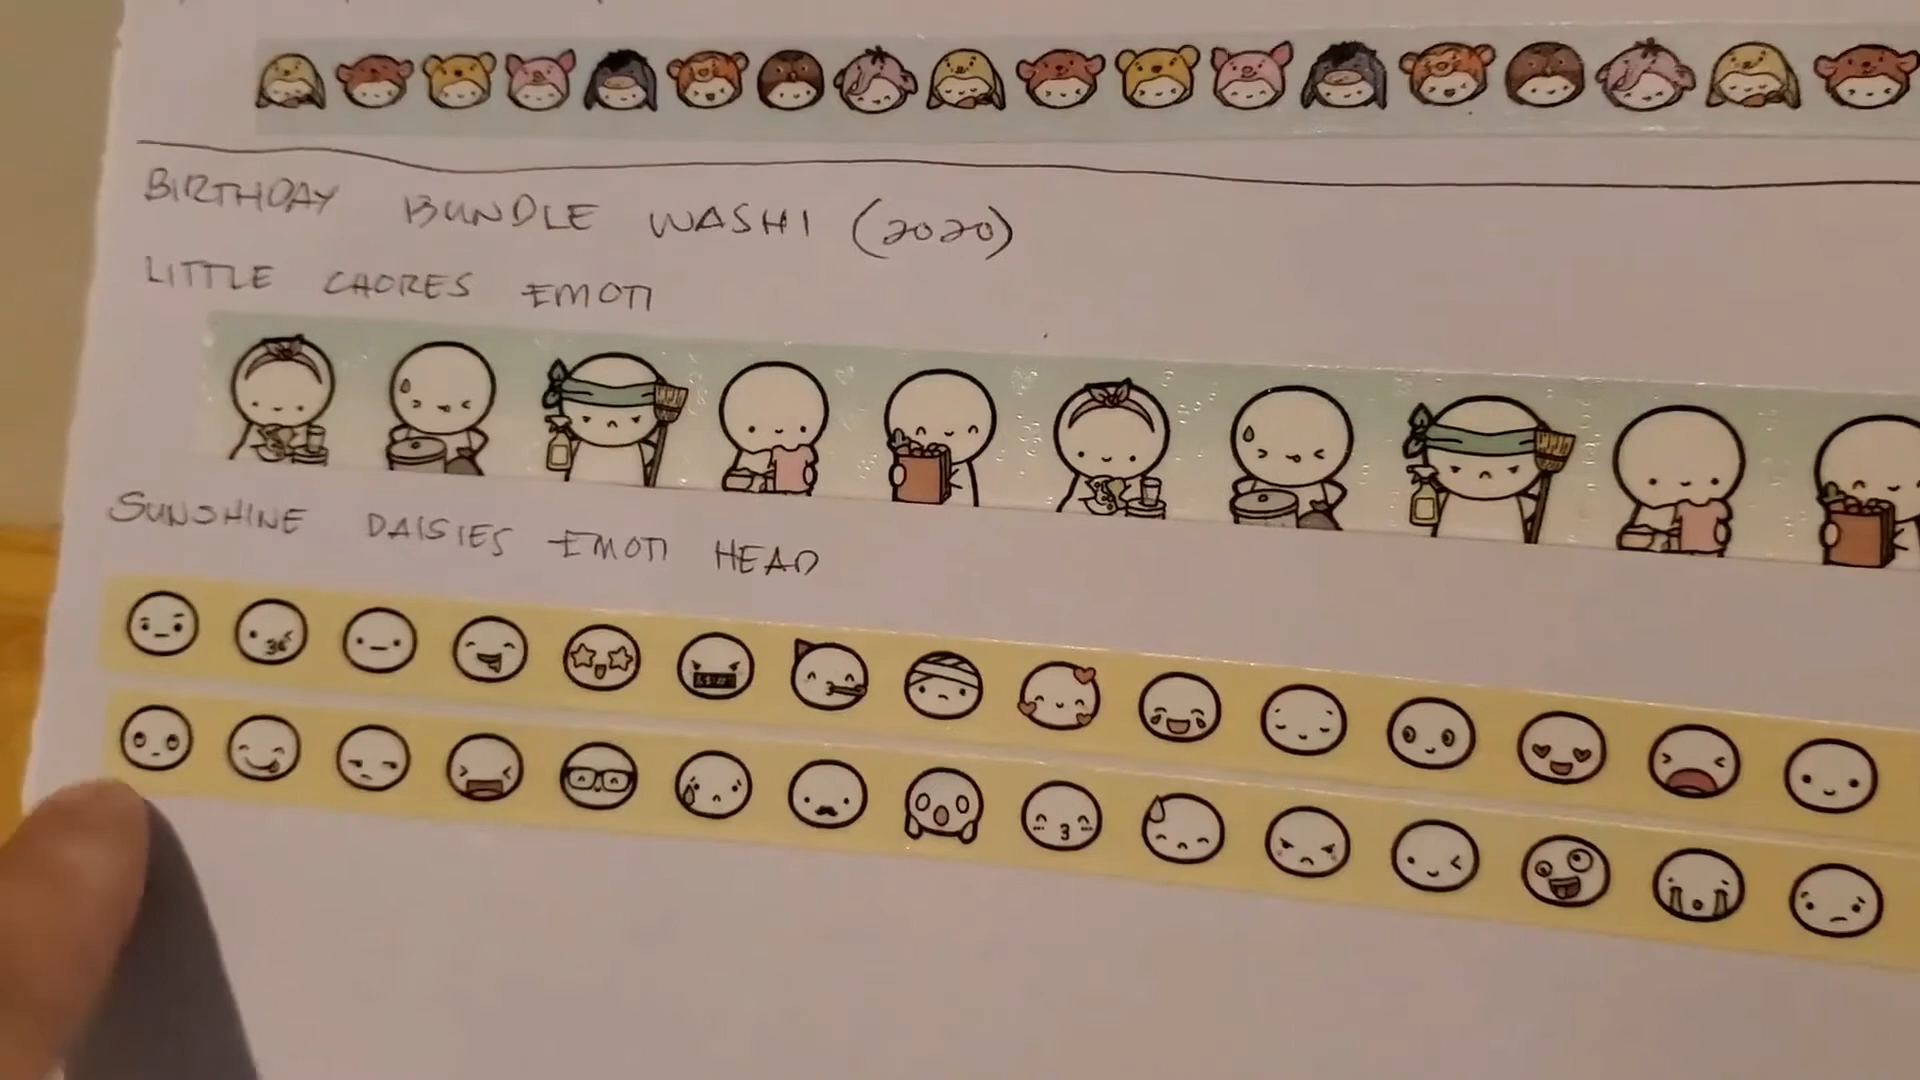 BIRTHDAY BUNDLE WASHI (2020)
LITTLE CHORES EMOTI
SUNSHINE DAISIES EMOTI HEAD